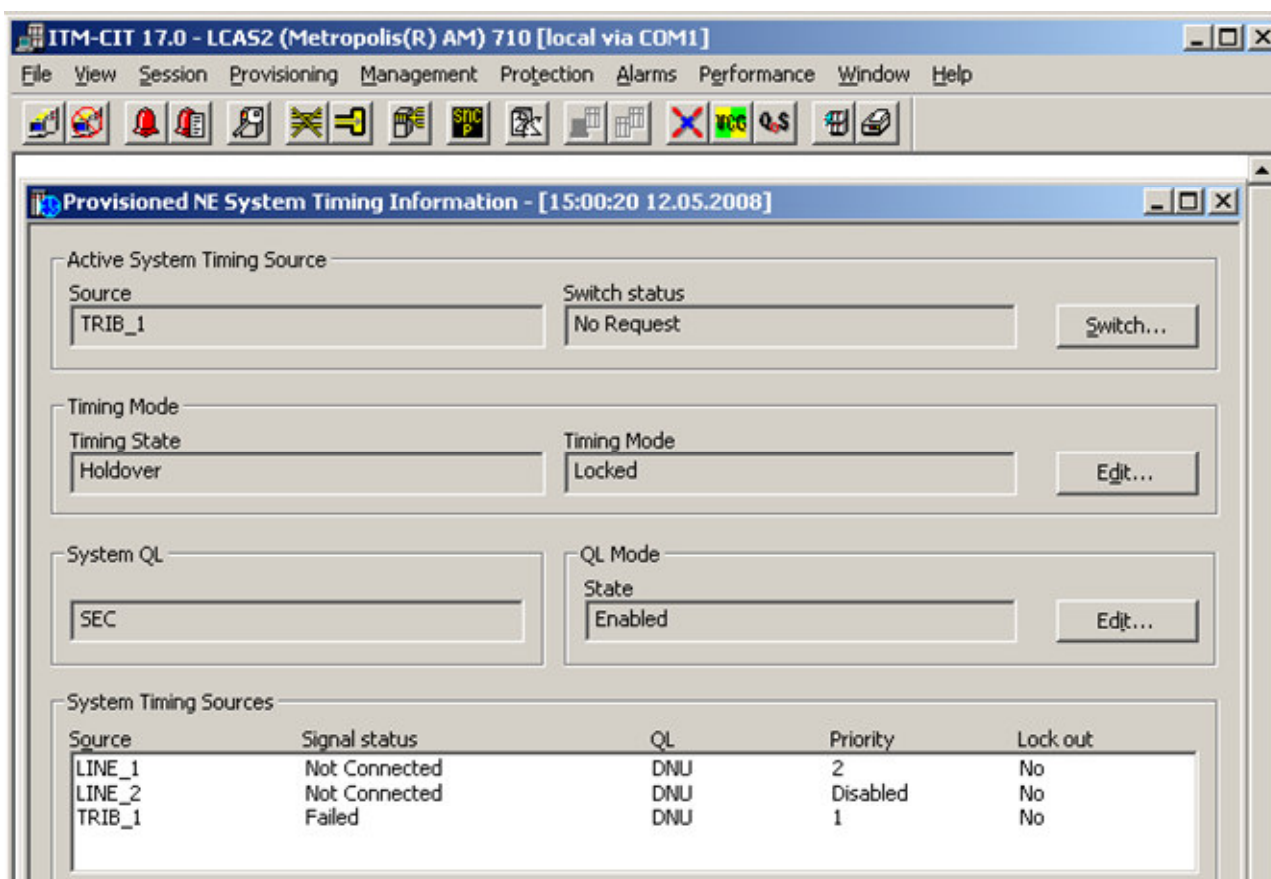 ITM-CIT 17.0 - LCAS2 (Metropolis(R) AM) 710 [local via COM1]
File View Session Provisioning Management Protection Alarms Performance Window Help
SNC P VCG QoS
Provisioned NE System Timing Information - [15:00:20 12.05.2008]
Active System Timing Source
Source Switch status
TRIB_1 No Request Switch...
Timing Mode
Timing State Timing Mode
Holdover Locked Edit...
System QL QL Mode
State
SEC Enabled Edit...
System Timing Sources
Source Signal status QL Priority Lock out
LINE_1 Not Connected DNU 2 No
LINE_2 Not Connected DNU Disabled No
TRIB_1 Failed DNU 1 No